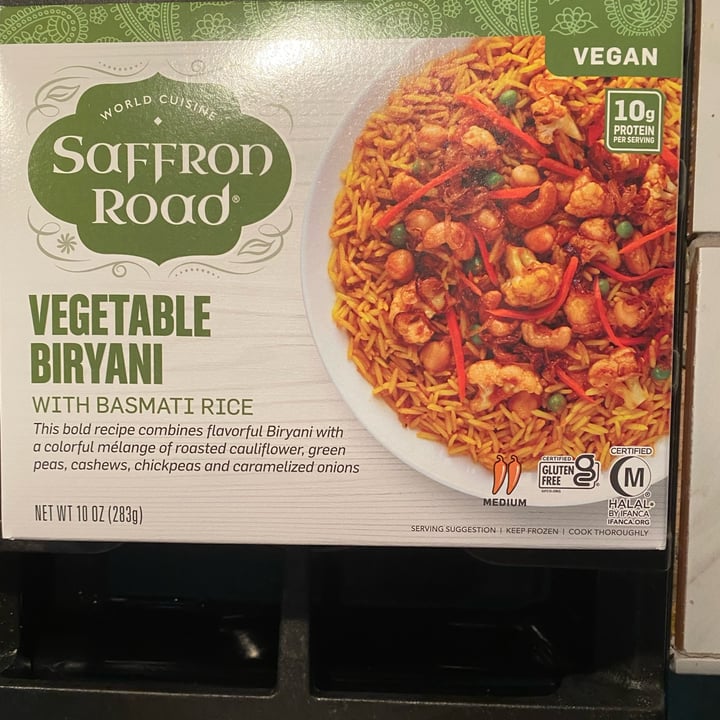 VEGAN
10g
PROTEIN
PER SERVING
WORLD CUISINE
SAFFRON
ROAD®
VEGETABLE
BIRYANI
WITH BASMATI RICE
This bold recipe combines flavorful Biryani with
a colorful mélange of roasted cauliflower, green
peas, cashews, chickpeas and caramelized onions
NET WT 10 OZ (283g)
MEDIUM
CERTIFIED
GLUTEN
FREE
GFCO.ORG
CERTIFIED
M
®
HALAL®
BY IFANCA
IFANCA.ORG
SERVING SUGGESTION | KEEP FROZEN | COOK THOROUGHLY